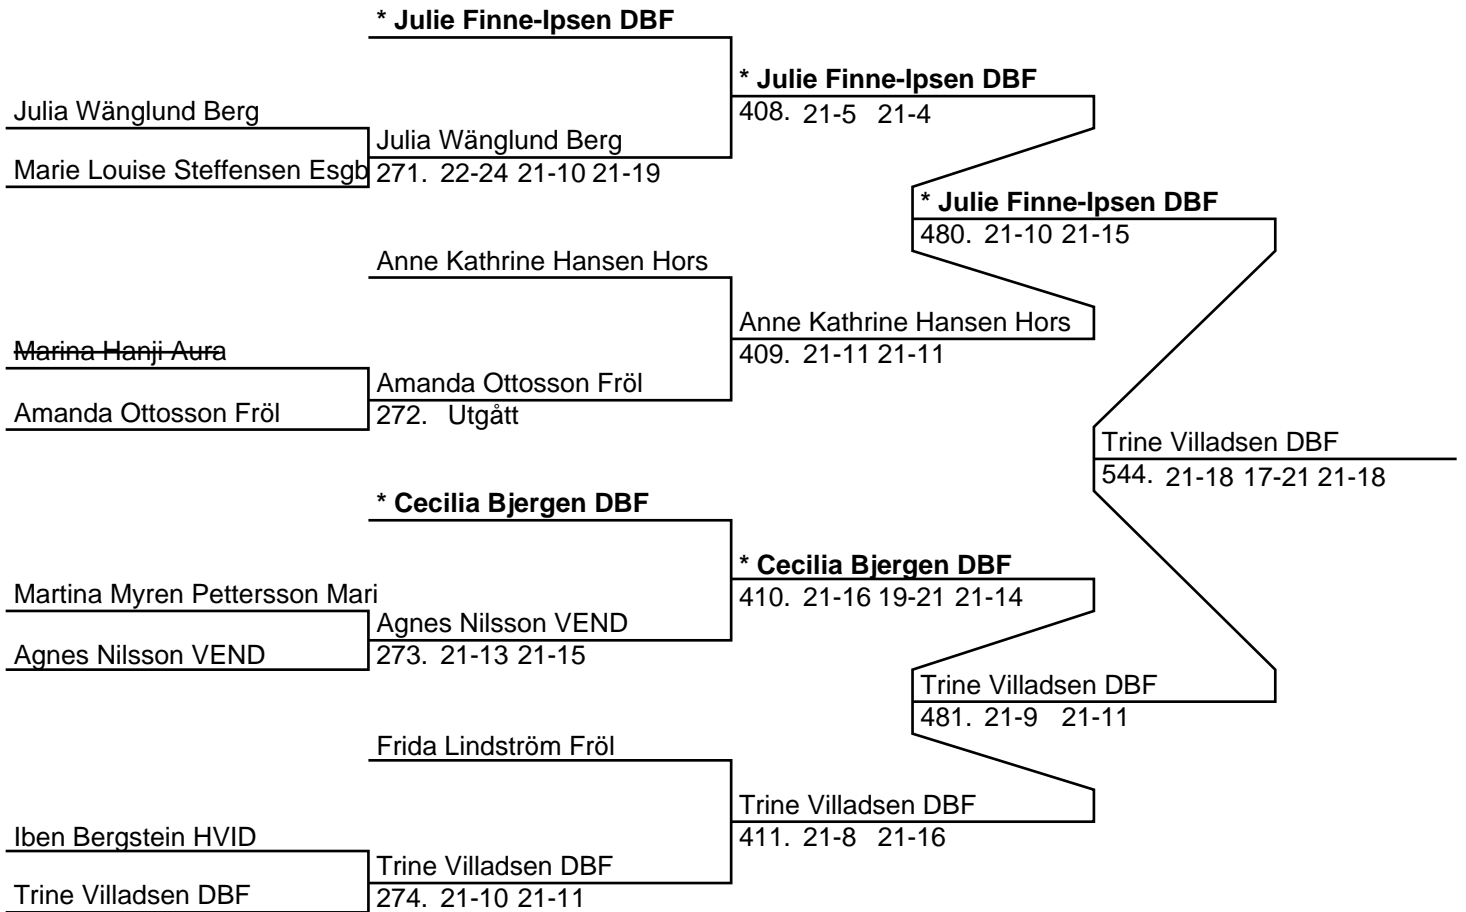 * Julie Finne-Ipsen DBF
* Julie Finne-Ipsen DBF
Julia Wänglund Berg
408. 21-5 21-4
Julia Wänglund Berg
Marie Louise Steffensen Esgb
271. 22-24 21-10 21-19
* Julie Finne-Ipsen DBF
480. 21-10 21-15
Anne Kathrine Hansen Hors
Anne Kathrine Hansen Hors
Marina Hanji Aura
409. 21-11 21-11
Amanda Ottosson Fröl
Amanda Ottosson Fröl
272. Utgått
Trine Villadsen DBF
544. 21-18 17-21 21-18
* Cecilia Bjergen DBF
* Cecilia Bjergen DBF
Martina Myren Pettersson Mari
410. 21-16 19-21 21-14
Agnes Nilsson VEND
Agnes Nilsson VEND
273. 21-13 21-15
Trine Villadsen DBF
481. 21-9 21-11
Frida Lindström Fröl
Trine Villadsen DBF
Iben Bergstein HVID
411. 21-8 21-16
Trine Villadsen DBF
Trine Villadsen DBF
274. 21-10 21-11